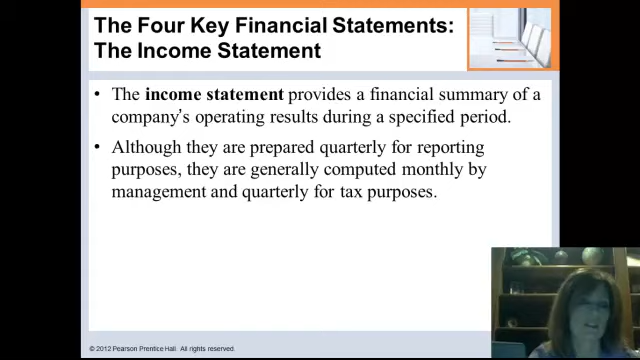 The Four Key Financial Statements:
The Income Statement
• The income statement provides a financial summary of a
company’s operating results during a specified period.
• Although they are prepared quarterly for reporting
purposes, they are generally computed monthly by
management and quarterly for tax purposes.
© 2012 Pearson Prentice Hall. All rights reserved.